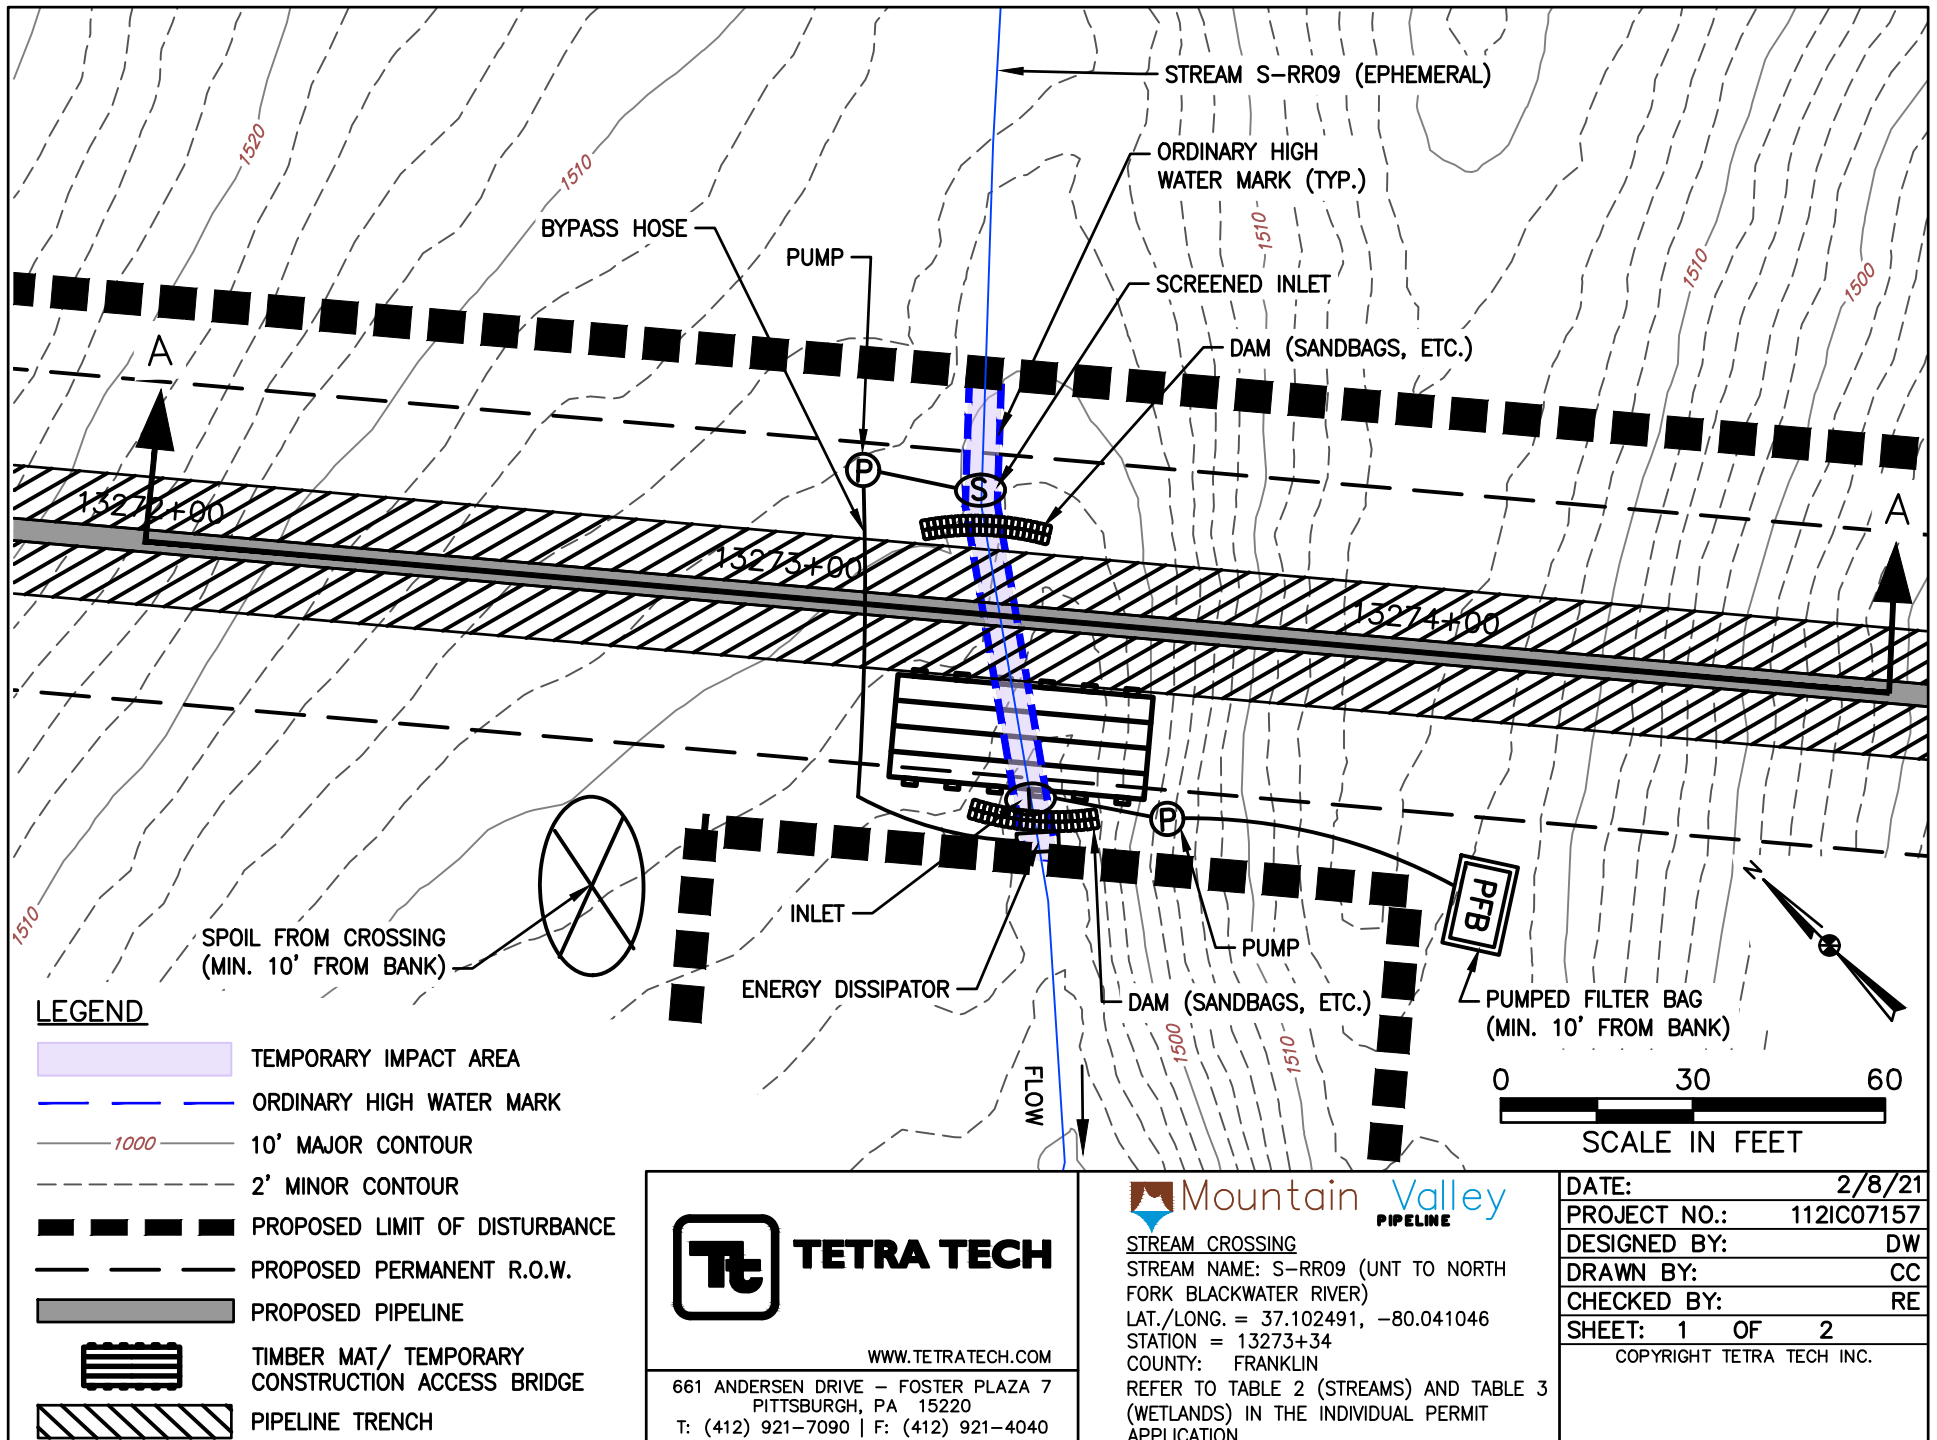 STREAM S-RR09 (EPHEMERAL)
ORDINARY HIGH
WATER MARK (TYP.)
1520
1510
1510
BYPASS HOSE
PUMP
SCREENED INLET
1510
1500
DAM (SANDBAGS, ETC.)
A
P
S
A
13272+00
13273+00
13274+00
I
P
PFB
N
1510
INLET
SPOIL FROM CROSSING
(MIN. 10' FROM BANK)
PUMP
ENERGY DISSIPATOR
DAM (SANDBAGS, ETC.)
PUMPED FILTER BAG
(MIN. 10' FROM BANK)
1500
1510
FLOW
0 30 60
SCALE IN FEET
LEGEND
TEMPORARY IMPACT AREA
ORDINARY HIGH WATER MARK
1000
10' MAJOR CONTOUR
2' MINOR CONTOUR
PROPOSED LIMIT OF DISTURBANCE
PROPOSED PERMANENT R.O.W.
PROPOSED PIPELINE
TIMBER MAT/ TEMPORARY
CONSTRUCTION ACCESS BRIDGE
PIPELINE TRENCH
Tt TETRA TECH
WWW.TETRATECH.COM
661 ANDERSEN DRIVE – FOSTER PLAZA 7
PITTSBURGH, PA 15220
T: (412) 921-7090 | F: (412) 921-4040
Mountain Valley
PIPELINE
STREAM CROSSING
STREAM NAME: S-RR09 (UNT TO NORTH
FORK BLACKWATER RIVER)
LAT./LONG. = 37.102491, -80.041046
STATION = 13273+34
COUNTY: FRANKLIN
REFER TO TABLE 2 (STREAMS) AND TABLE 3
(WETLANDS) IN THE INDIVIDUAL PERMIT
APPLICATION
DATE: 2/8/21
PROJECT NO.: 112IC07157
DESIGNED BY: DW
DRAWN BY: CC
CHECKED BY: RE
SHEET: 1 OF 2
COPYRIGHT TETRA TECH INC.